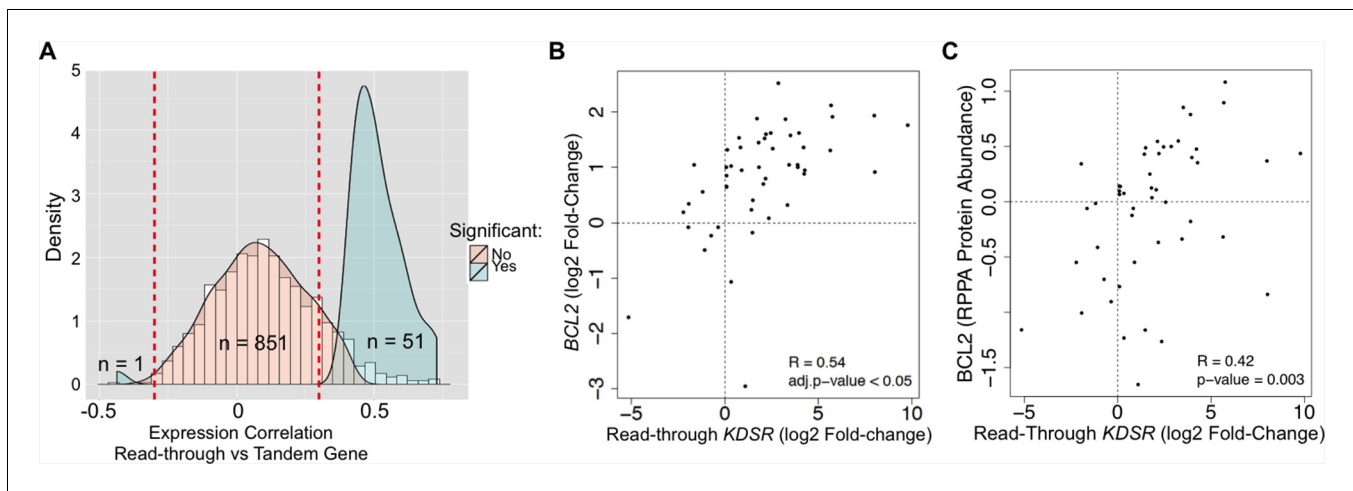 A
5
4
3
2
1
0
Density
n = 1
n = 851
n = 51
-0.5
0
0.5
Expression Correlation
Read-through vs Tandem Gene
Significant:
No
Yes
B
2
1
0
−1
−2
−3
BCL2 (log2 Fold-Change)
R = 0.54
adj.p−value < 0.05
−5
0
5
10
Read-through KDSR (log2 Fold-change)
C
1.0
0.5
0.0
−0.5
−1.5
BCL2 (RPPA Protein Abundance)
R = 0.42
p−value = 0.003
−5
0
5
10
Read-Through KDSR (log2 Fold-Change)